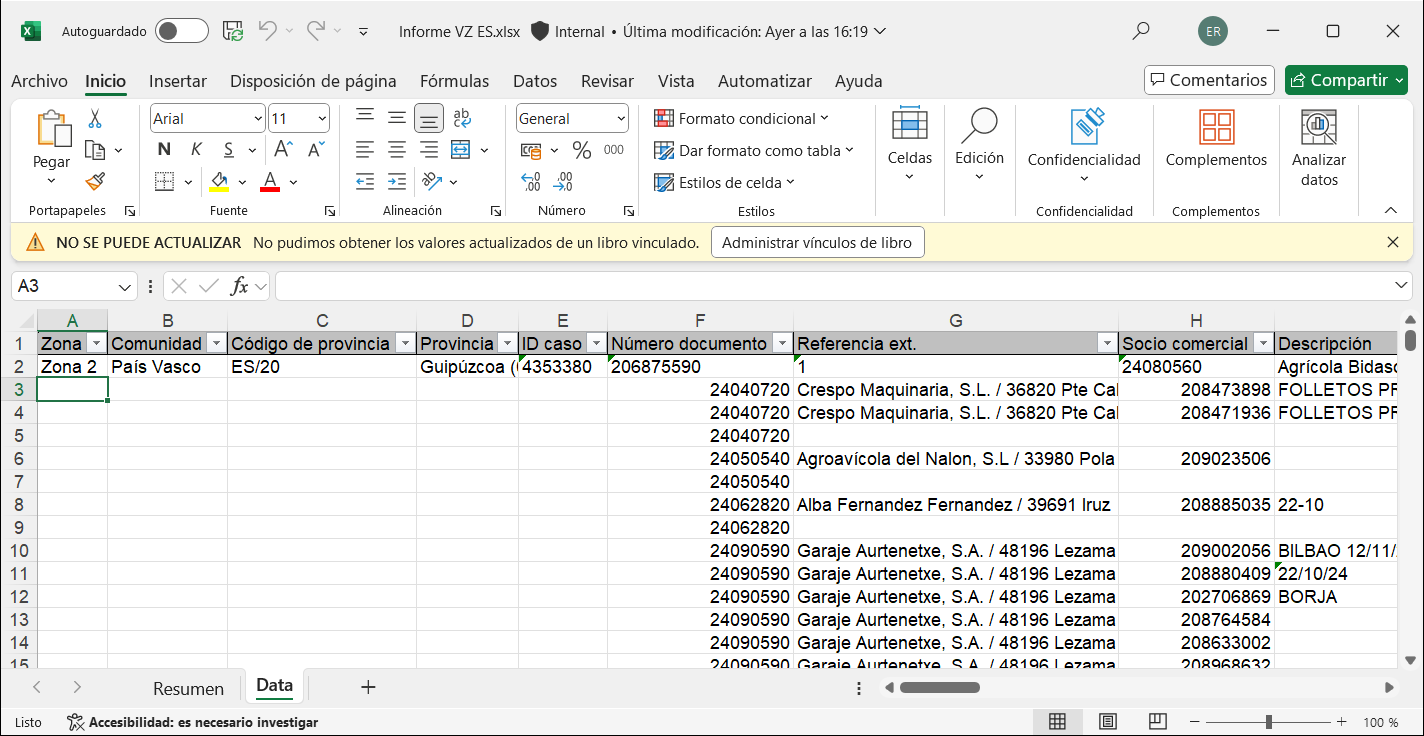 Autoguardado Informe VZ ES.xlsx Internal • Última modificación: Ayer a las 16:19 ER
Archivo Inicio Insertar Disposición de página Fórmulas Datos Revisar Vista Automatizar Ayuda Comentarios Compartir
Pegar
Portapapeles
Arial 11
N K S A A
A
Fuente
ab
Alineación
General
% 000
Número
Formato condicional
Dar formato como tabla
Estilos de celda
Estilos
Celdas
Edición
Confidencialidad
Confidencialidad
Complementos
Complementos
Analizar datos
NO SE PUEDE ACTUALIZAR No pudimos obtener los valores actualizados de un libro vinculado. Administrar vínculos de libro
A3 fx
A B C D E F G H
1 Zona Comunidad Código de provincia Provincia ID caso Número documento Referencia ext. Socio comercial Descripción
2 Zona 2 País Vasco ES/20 Guipúzcoa ( 4353380 206875590 1 24080560 Agrícola Bidaso
3 24040720 Crespo Maquinaria, S.L. / 36820 Pte Cal 208473898 FOLLETOS PR
4 24040720 Crespo Maquinaria, S.L. / 36820 Pte Cal 208471936 FOLLETOS PR
5 24040720
6 24050540 Agroavícola del Nalon, S.L / 33980 Pola 209023506
7 24050540
8 24062820 Alba Fernandez Fernandez / 39691 Iruz 208885035 22-10
9 24062820
10 24090590 Garaje Aurtenetxe, S.A. / 48196 Lezama 209002056 BILBAO 12/11/
11 24090590 Garaje Aurtenetxe, S.A. / 48196 Lezama 208880409 22/10/24
12 24090590 Garaje Aurtenetxe, S.A. / 48196 Lezama 202706869 BORJA
13 24090590 Garaje Aurtenetxe, S.A. / 48196 Lezama 208764584
14 24090590 Garaje Aurtenetxe, S.A. / 48196 Lezama 208633002
15 24090590 Garaje Aurtenetxe, S.A. / 48196 Lezama 208968632
Resumen Data
Listo Accesibilidad: es necesario investigar 100 %